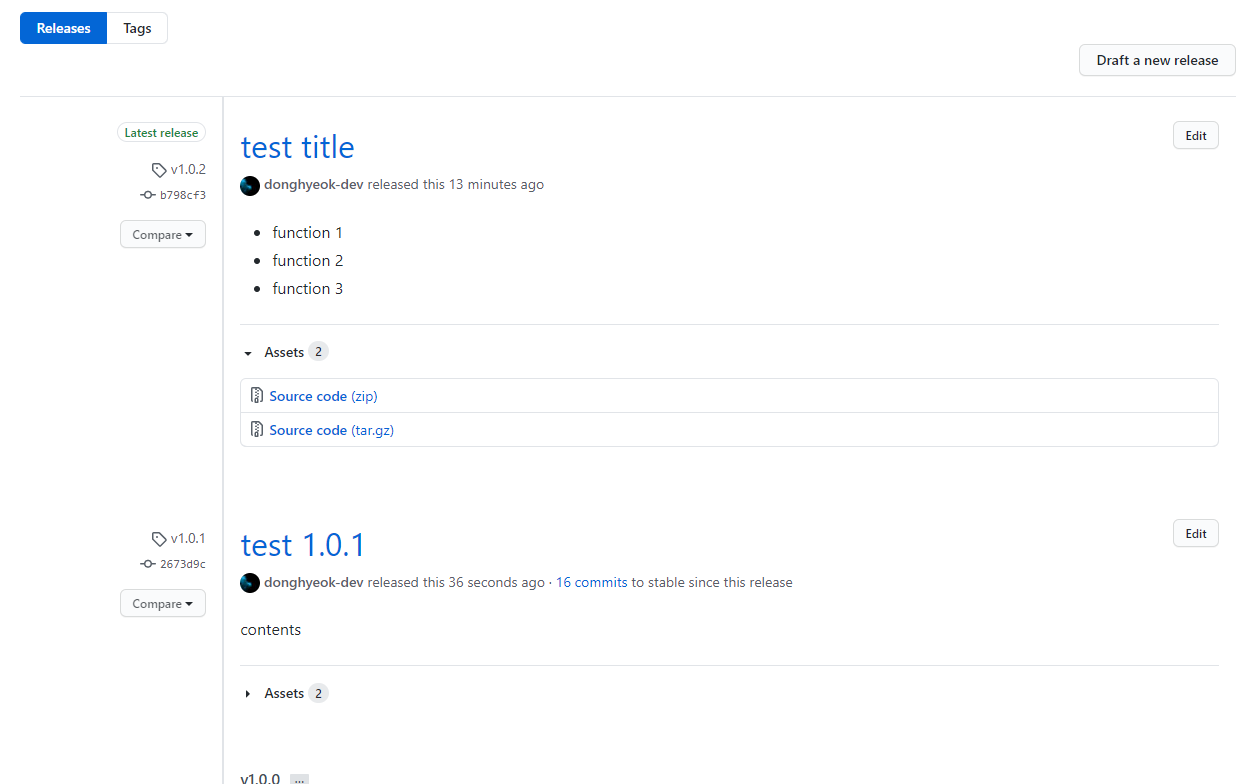 Releases Tags
Draft a new release
Latest release
v1.0.2
b798cf3
Compare
test title
Edit
donghyeok-dev released this 13 minutes ago
function 1
function 2
function 3
Assets 2
Source code (zip)
Source code (tar.gz)
v1.0.1
2673d9c
Compare
test 1.0.1
Edit
donghyeok-dev released this 36 seconds ago · 16 commits to stable since this release
contents
Assets 2
v1.0.0 ...